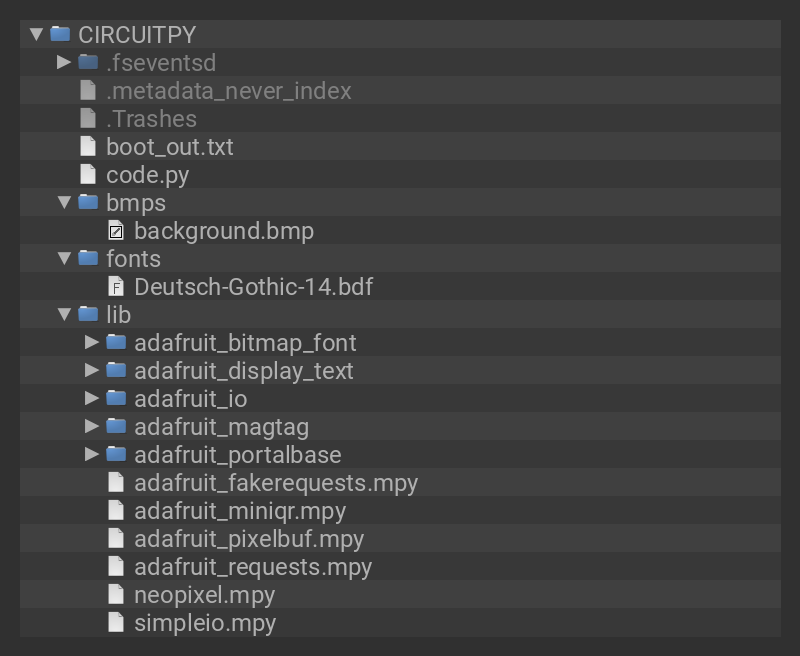 CIRCUITPY
.fseventsd
.metadata_never_index
.Trashes
boot_out.txt
code.py
bmps
background.bmp
fonts
F Deutsch-Gothic-14.bdf
lib
adafruit_bitmap_font
adafruit_display_text
adafruit_io
adafruit_magtag
adafruit_portalbase
adafruit_fakerequests.mpy
adafruit_miniqr.mpy
adafruit_pixelbuf.mpy
adafruit_requests.mpy
neopixel.mpy
simpleio.mpy